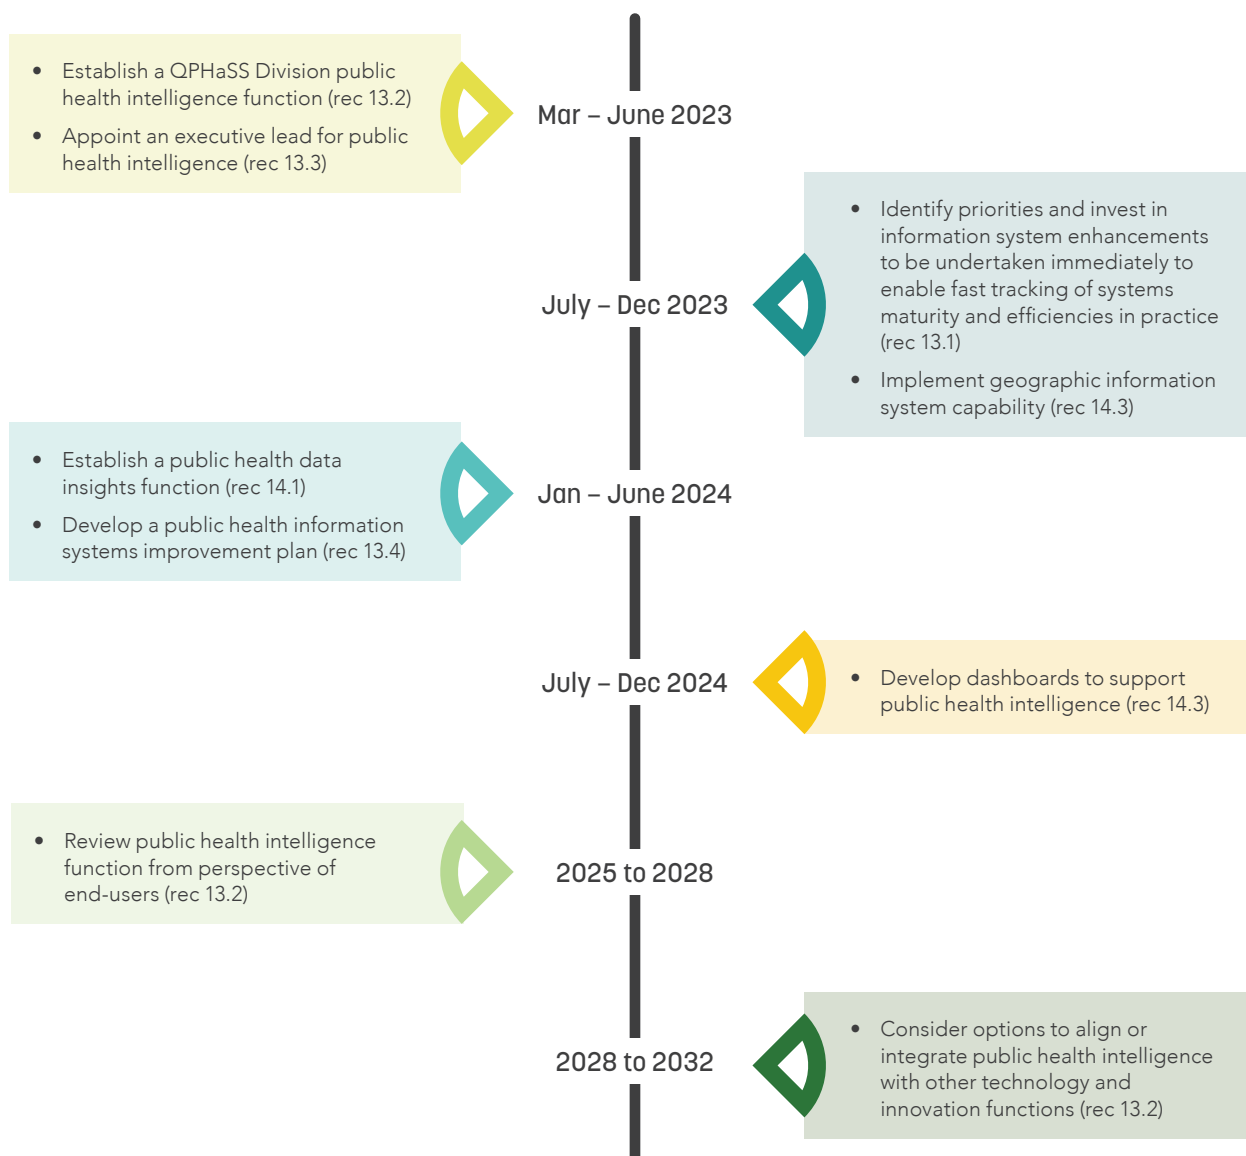 • Establish a QPHaSS Division public
health intelligence function (rec 13.2)
• Appoint an executive lead for public
health intelligence (rec 13.3)
Mar – June 2023
• Identify priorities and invest in
information system enhancements
to be undertaken immediately to
enable fast tracking of systems
maturity and efficiencies in practice
(rec 13.1)
• Implement geographic information
system capability (rec 14.3)
July – Dec 2023
• Establish a public health data
insights function (rec 14.1)
• Develop a public health information
systems improvement plan (rec 13.4)
Jan – June 2024
July – Dec 2024
• Develop dashboards to support
public health intelligence (rec 14.3)
• Review public health intelligence
function from perspective of
end-users (rec 13.2)
2025 to 2028
2028 to 2032
• Consider options to align or
integrate public health intelligence
with other technology and
innovation functions (rec 13.2)